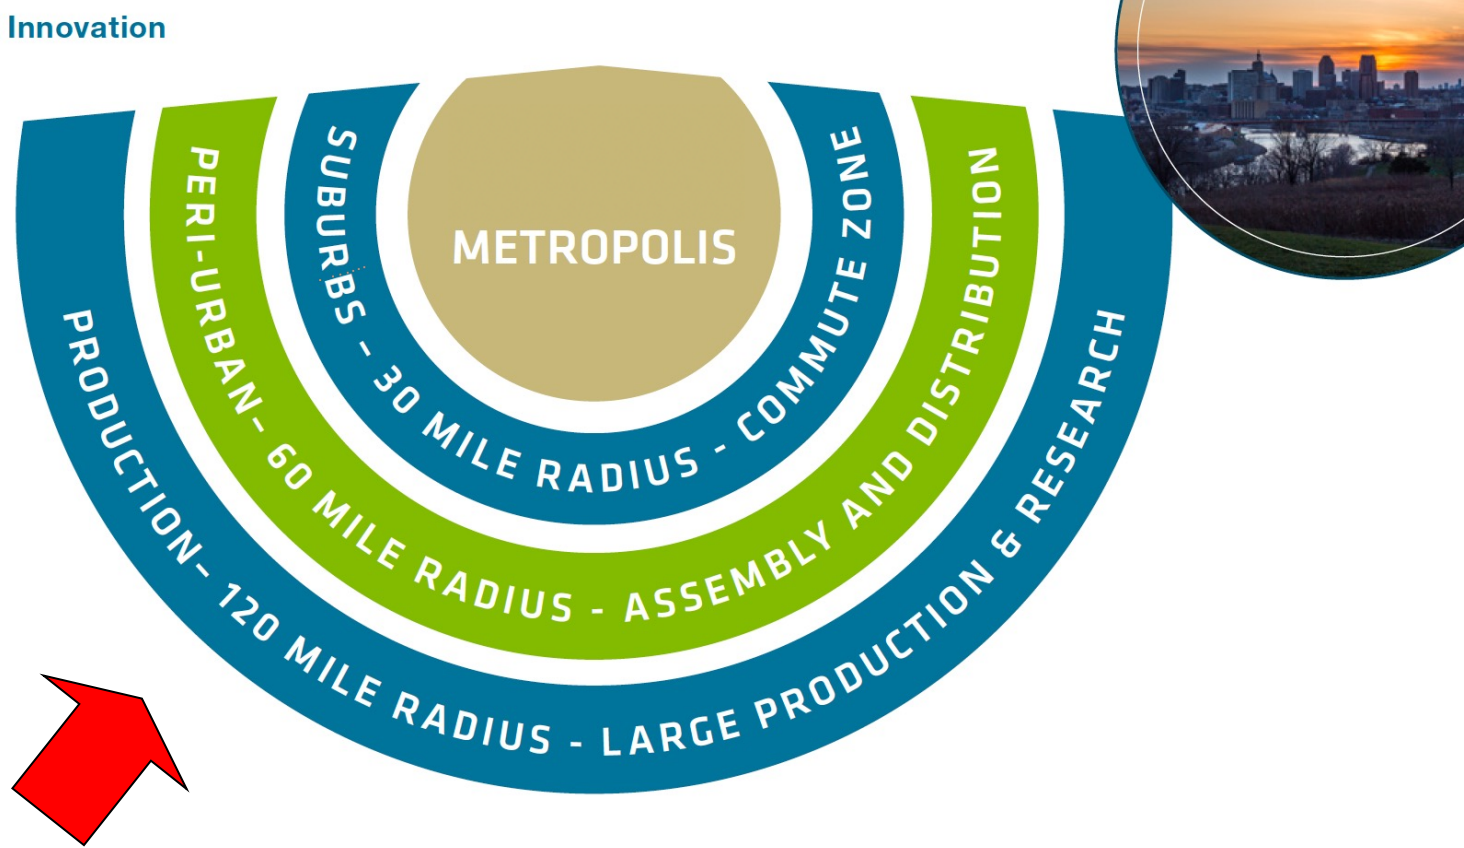 Innovation
METROPOLIS
SUBURBS – 30 MILE RADIUS - COMMUTE ZONE
PERI-URBAN– 60 MILE RADIUS - ASSEMBLY AND DISTRIBUTION
PRODUCTION– 120 MILE RADIUS - LARGE PRODUCTION & RESEARCH